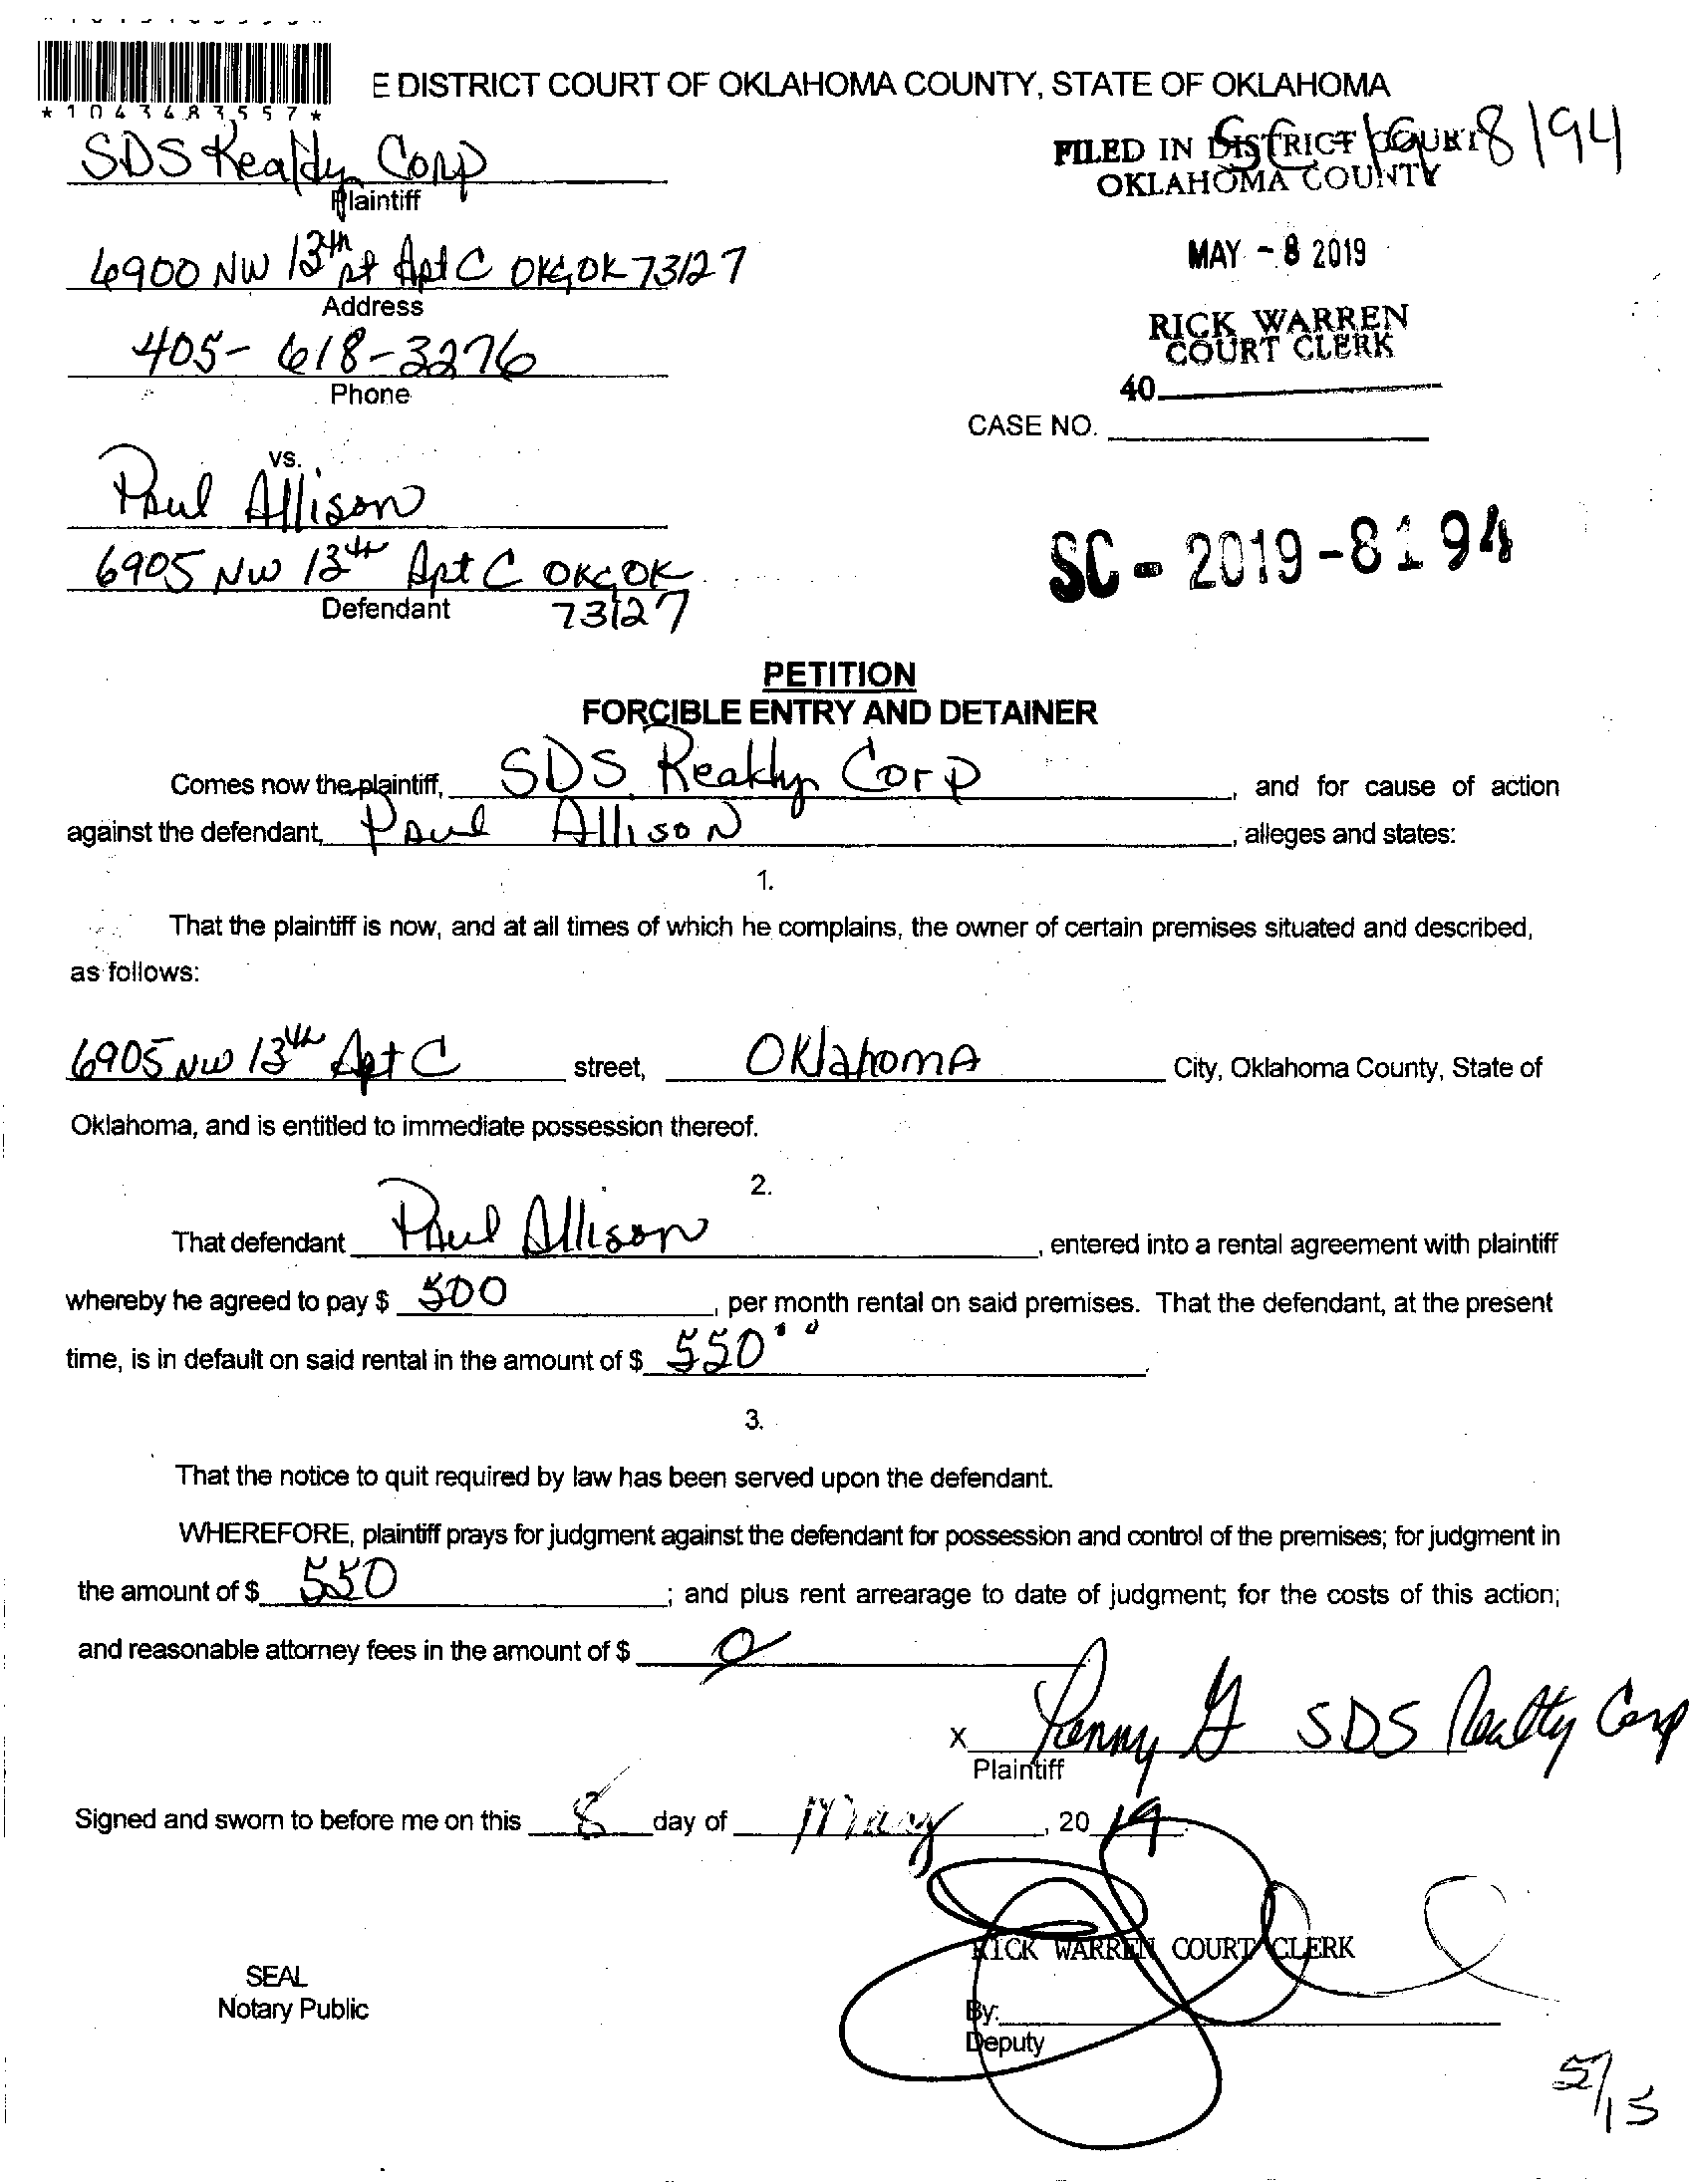 *1043483557*
E DISTRICT COURT OF OKLAHOMA COUNTY, STATE OF OKLAHOMA
SDS Realty Corp
Plaintiff
FILED IN DISTRICT COURT
OKLAHOMA COUNTY
SC 19 8194
6900 NW 13th st Apt C OKC, OK 73127
Address
MAY - 8 2019
405-618-3276
Phone
RICK WARREN
COURT CLERK
40
CASE NO.
vs.
Paul Allison
6905 NW 13th Apt C OKC OK
Defendant 73127
SC - 2019 - 8194
PETITION
FORCIBLE ENTRY AND DETAINER
Comes now the plaintiff, SDS Realty Corp, and for cause of action
against the defendant, Paul Allison, alleges and states:
1.
That the plaintiff is now, and at all times of which he complains, the owner of certain premises situated and described,
as follows:
6905 NW 13th Apt C street, Oklahoma City, Oklahoma County, State of
Oklahoma, and is entitled to immediate possession thereof.
2.
That defendant Paul Allison, entered into a rental agreement with plaintiff
whereby he agreed to pay $ 500, per month rental on said premises. That the defendant, at the present
time, is in default on said rental in the amount of $ 550 00.
3.
That the notice to quit required by law has been served upon the defendant.
WHEREFORE, plaintiff prays for judgment against the defendant for possession and control of the premises; for judgment in
the amount of $ 550; and plus rent arrearage to date of judgment; for the costs of this action;
and reasonable attorney fees in the amount of $ 0
X Penny G SDS Realty Corp
Plaintiff
Signed and sworn to before me on this 8 day of May, 2019
RICK WARREN COURT CLERK
SEAL
Notary Public
By:
Deputy
5/15